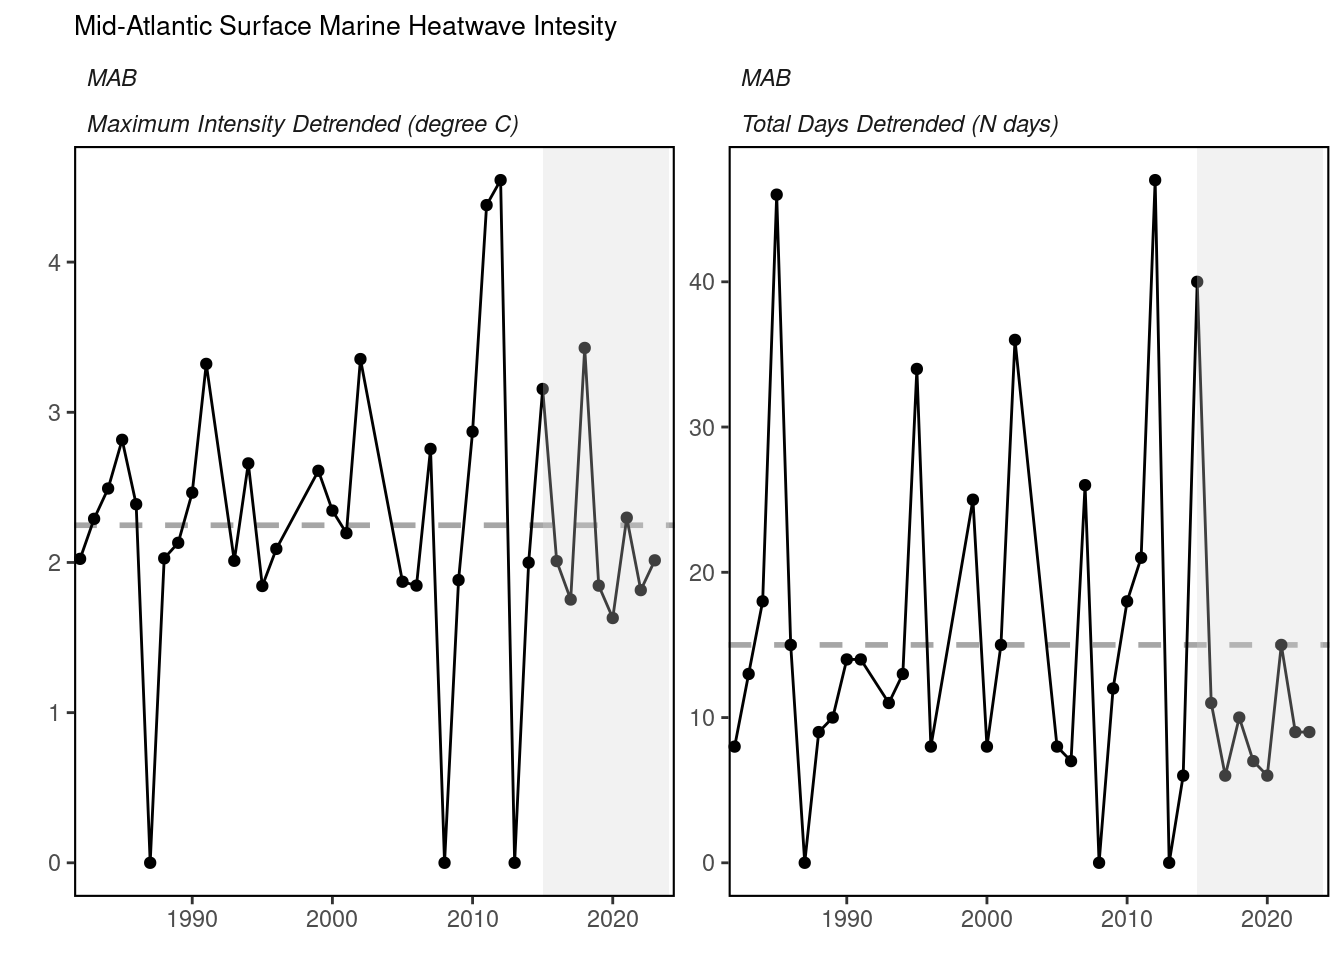 Mid-Atlantic Surface Marine Heatwave Intesity
MAB
Maximum Intensity Detrended (degree C)
4
3
2
1
0
1990 2000 2010 2020
MAB
Total Days Detrended (N days)
40
30
20
10
0
1990 2000 2010 2020